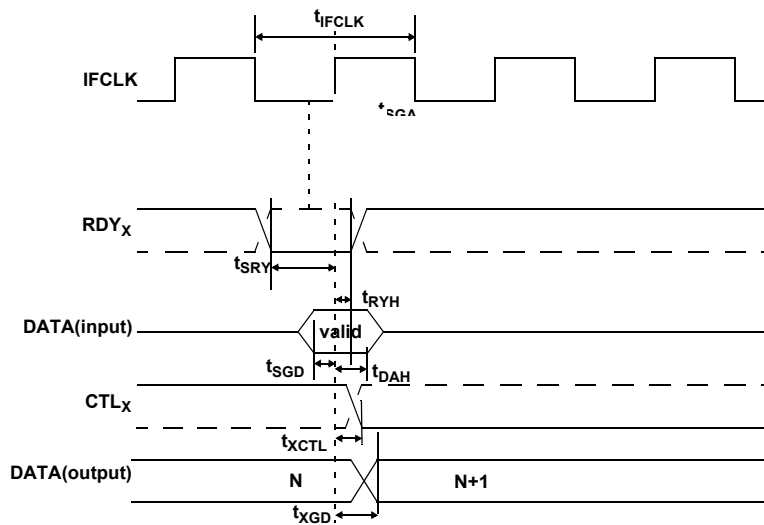 tIFCLK
IFCLK
tSGA
RDYX
tSRY
tRYH
DATA(input)
valid
tSGD
tDAH
CTLX
tXCTL
DATA(output)
N
N+1
tXGD